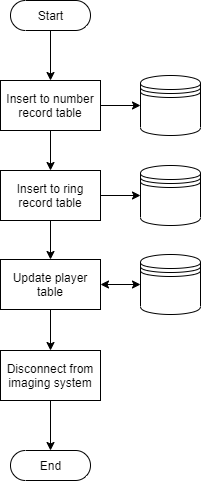 Start
Insert to number
record table
Insert to ring
record table
Update player
table
Disconnect from
imaging system
End